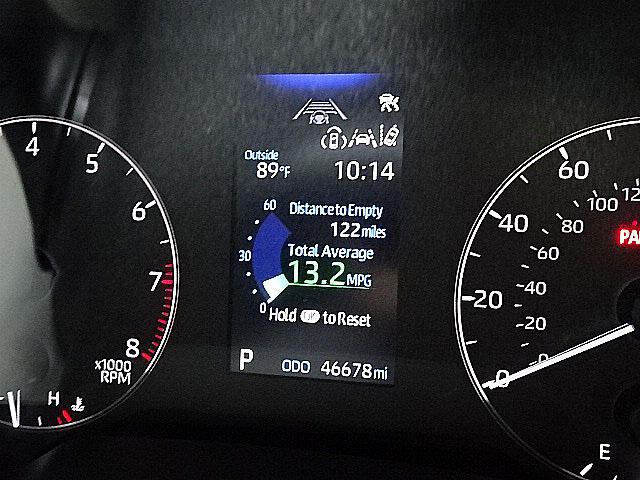 4
5
6
7
8
x1000
RPM
H
Outside
89°F
10:14
60
30
0
Distance to Empty
122 miles
Total Average
13.2 MPG
Hold OK to Reset
P
ODO 46678 mi
60
40
20
0
100
80
60
40
20
0
E